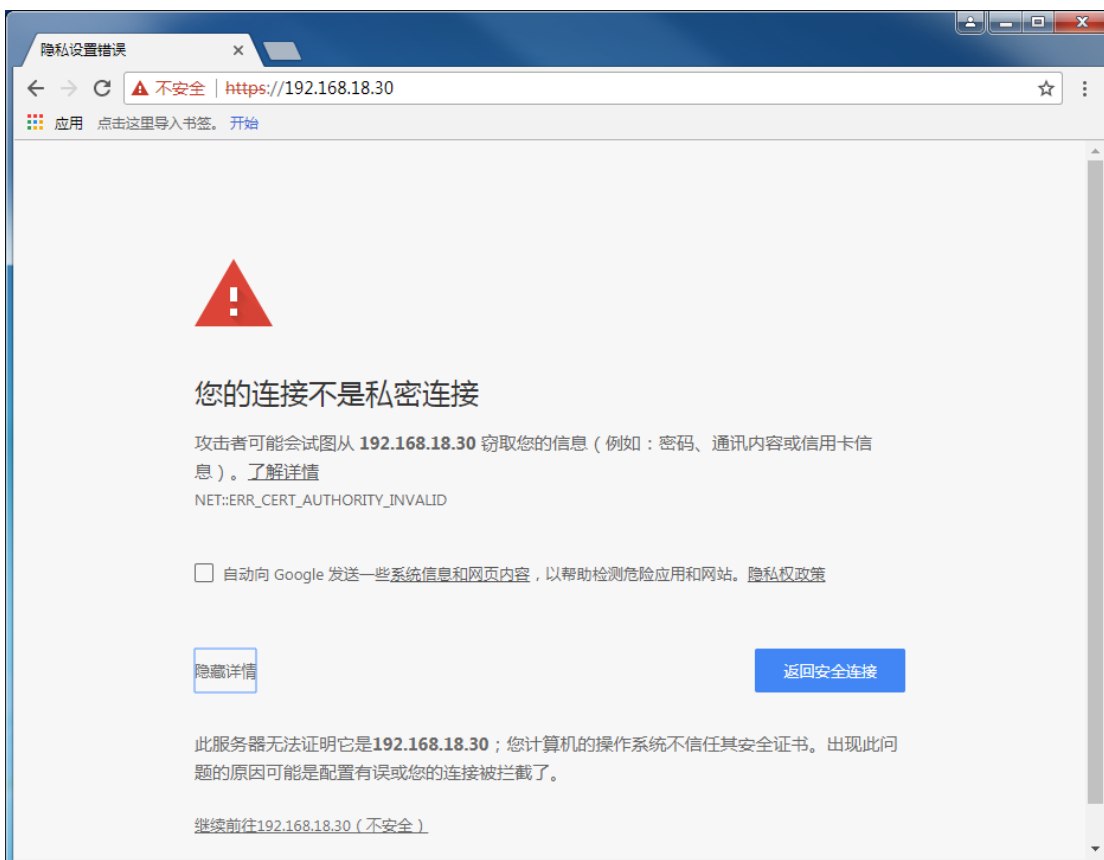 隐私设置错误
不安全 | https://192.168.18.30
应用 点击这里导入书签。 开始
您的连接不是私密连接
攻击者可能会试图从 192.168.18.30 窃取您的信息（例如：密码、通讯内容或信用卡信
息）。了解详情
NET::ERR_CERT_AUTHORITY_INVALID
自动向 Google 发送一些系统信息和网页内容，以帮助检测危险应用和网站。隐私权政策
隐藏详情
返回安全连接
此服务器无法证明它是192.168.18.30；您计算机的操作系统不信任其安全证书。出现此问
题的原因可能是配置有误或您的连接被拦截了。
继续前往192.168.18.30（不安全）